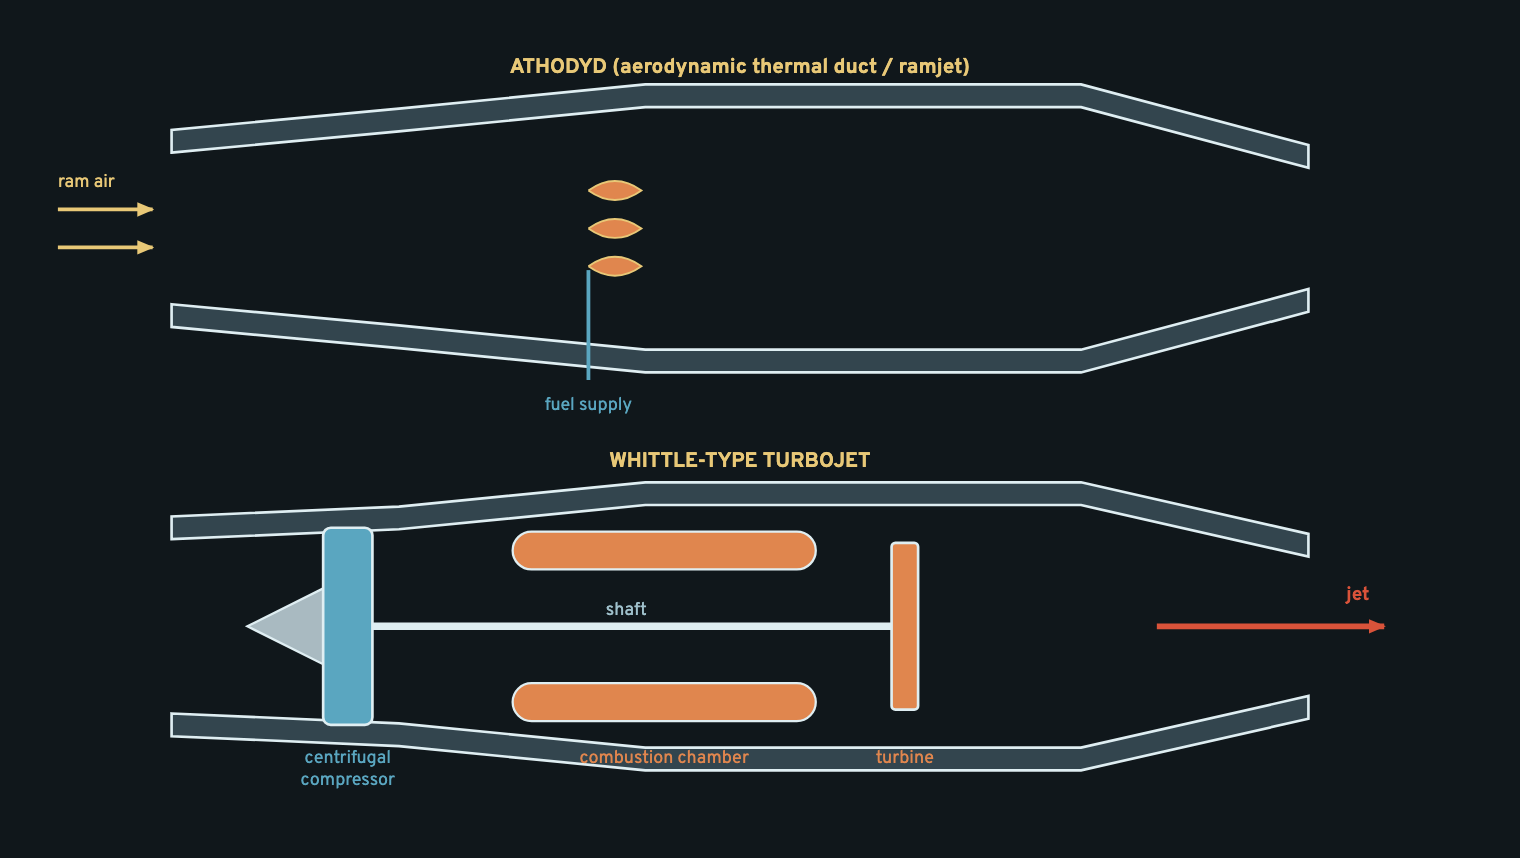 ATHODYD (aerodynamic thermal duct / ramjet)
ram air
fuel supply
WHITTLE-TYPE TURBOJET
jet
shaft
centrifugal
compressor
combustion chamber
turbine